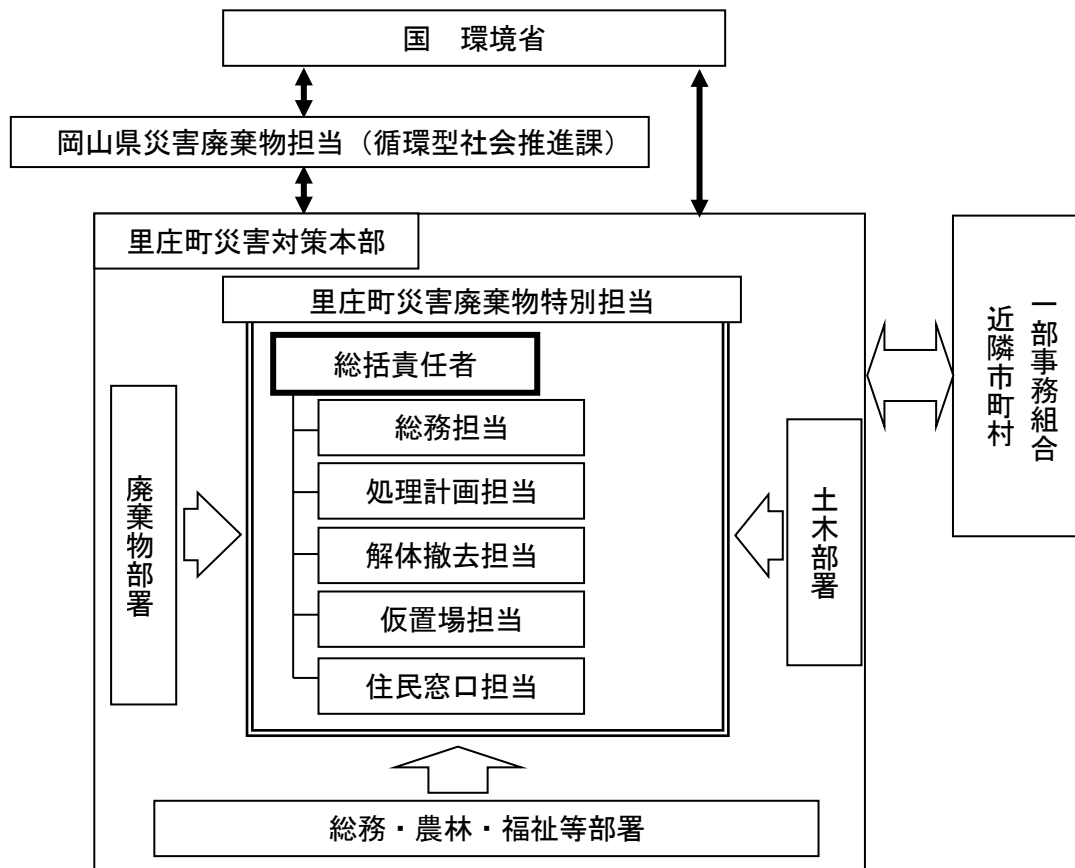 国　環境省
岡山県災害廃棄物担当（循環型社会推進課）
里庄町災害対策本部
里庄町災害廃棄物特別担当
総括責任者
総務担当
処理計画担当
解体撤去担当
仮置場担当
住民窓口担当
廃棄物部署
土木部署
一部事務組合
近隣市町村
総務・農林・福祉等部署